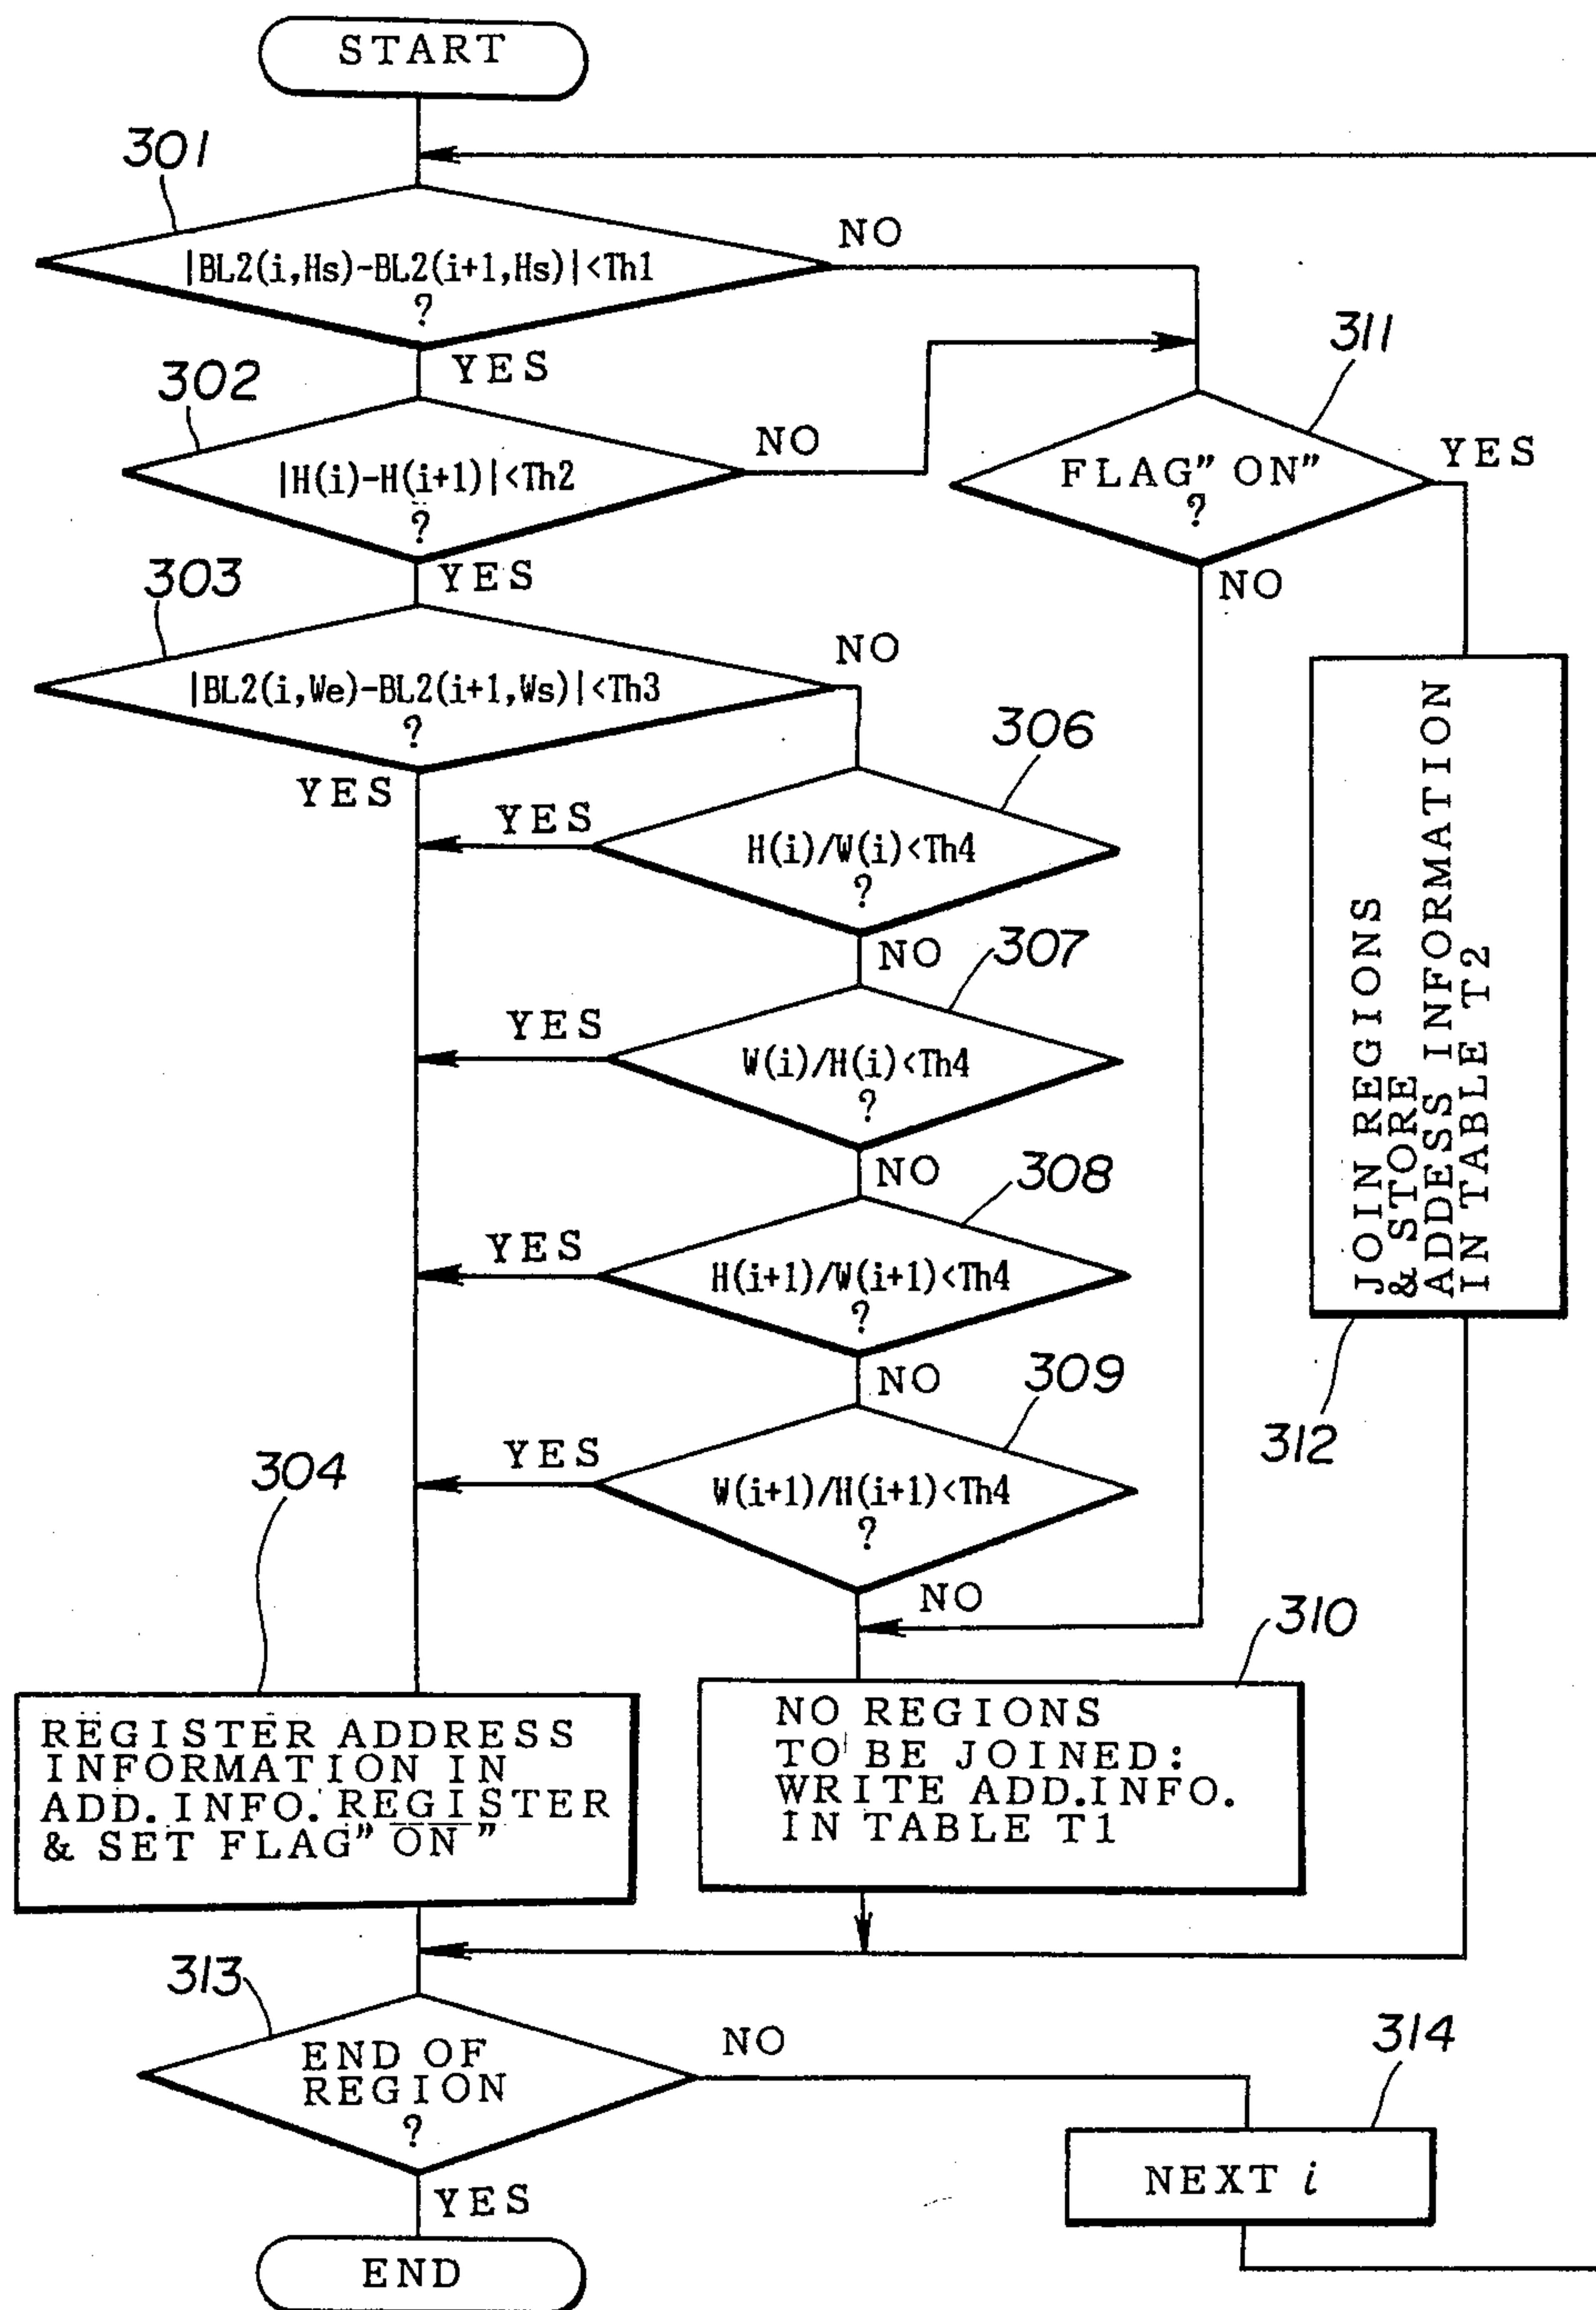 START
301
|BL2(i,Hs)-BL2(i+1,Hs)|<Th1
?
NO
YES
302
|H(i)-H(i+1)|<Th2
?
NO
YES
311
FLAG" ON"
?
YES
NO
303
|BL2(i,We)-BL2(i+1,Ws)|<Th3
?
NO
YES
306
H(i)/W(i)<Th4
?
YES
NO
307
W(i)/H(i)<Th4
?
YES
NO
308
H(i+1)/W(i+1)<Th4
?
YES
NO
309
W(i+1)/H(i+1)<Th4
?
YES
NO
JOIN REGIONS
& STORE
ADDESS INFORMATION
IN TABLE T2
312
304
REGISTER ADDRESS
INFORMATION IN
ADD.INFO.REGISTER
& SET FLAG" ON "
310
NO REGIONS
TO BE JOINED:
WRITE ADD.INFO.
IN TABLE T1
313
END OF
REGION
?
NO
YES
314
NEXT i
END